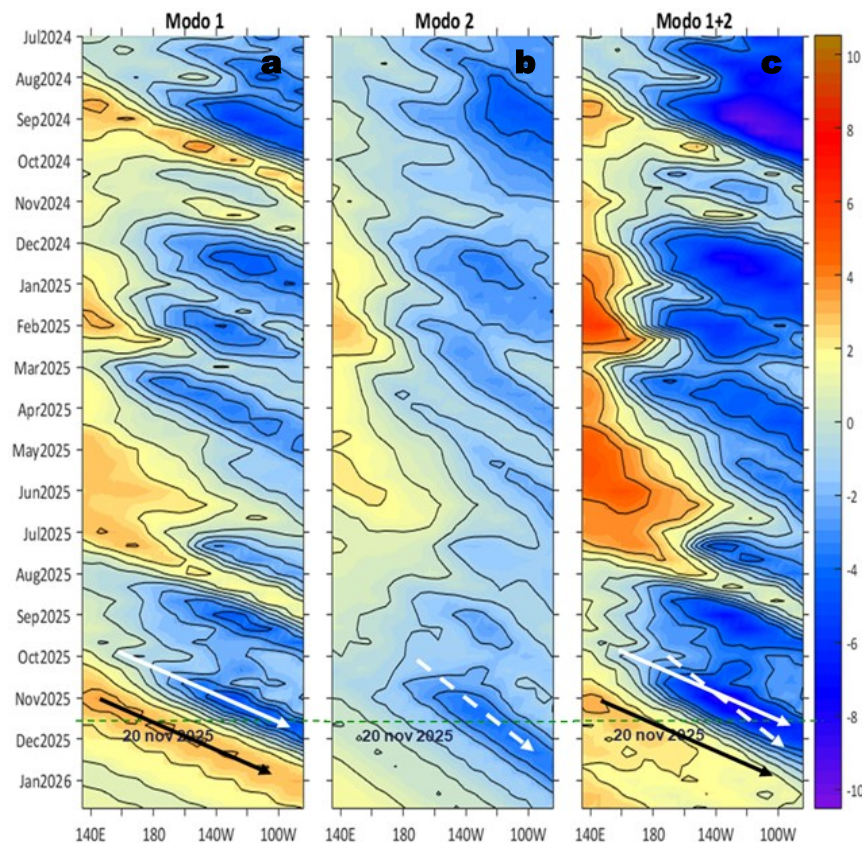 Modo 1
Modo 2
Modo 1+2
a
b
c
Jul2024
Aug2024
Sep2024
Oct2024
Nov2024
Dec2024
Jan2025
Feb2025
Mar2025
Apr2025
May2025
Jun2025
Jul2025
Aug2025
Sep2025
Oct2025
Nov2025
Dec2025
Jan2026
20 nov 2025
20 nov 2025
20 nov 2025
140E 180 140W 100W
140E 180 140W 100W
140E 180 140W 100W
10
8
6
4
2
0
-2
-4
-6
-8
-10